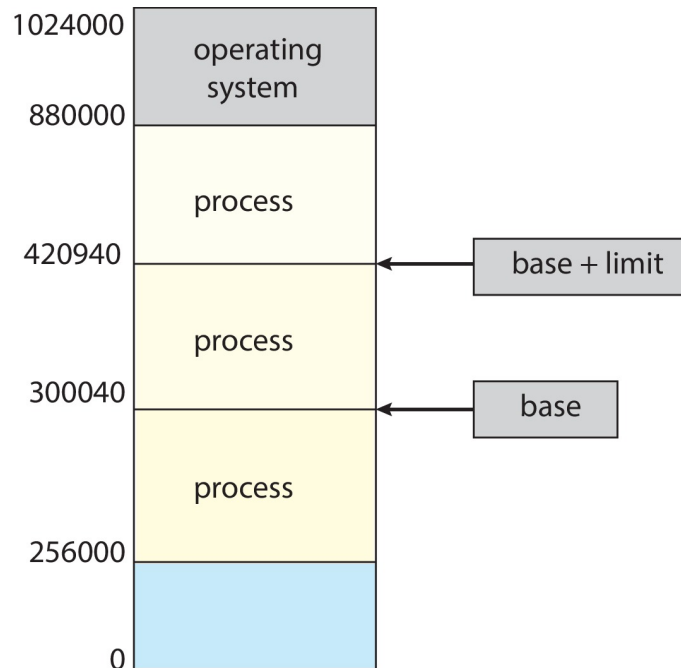 1024000
operating
system
880000
process
420940
base + limit
process
300040
base
process
256000
0